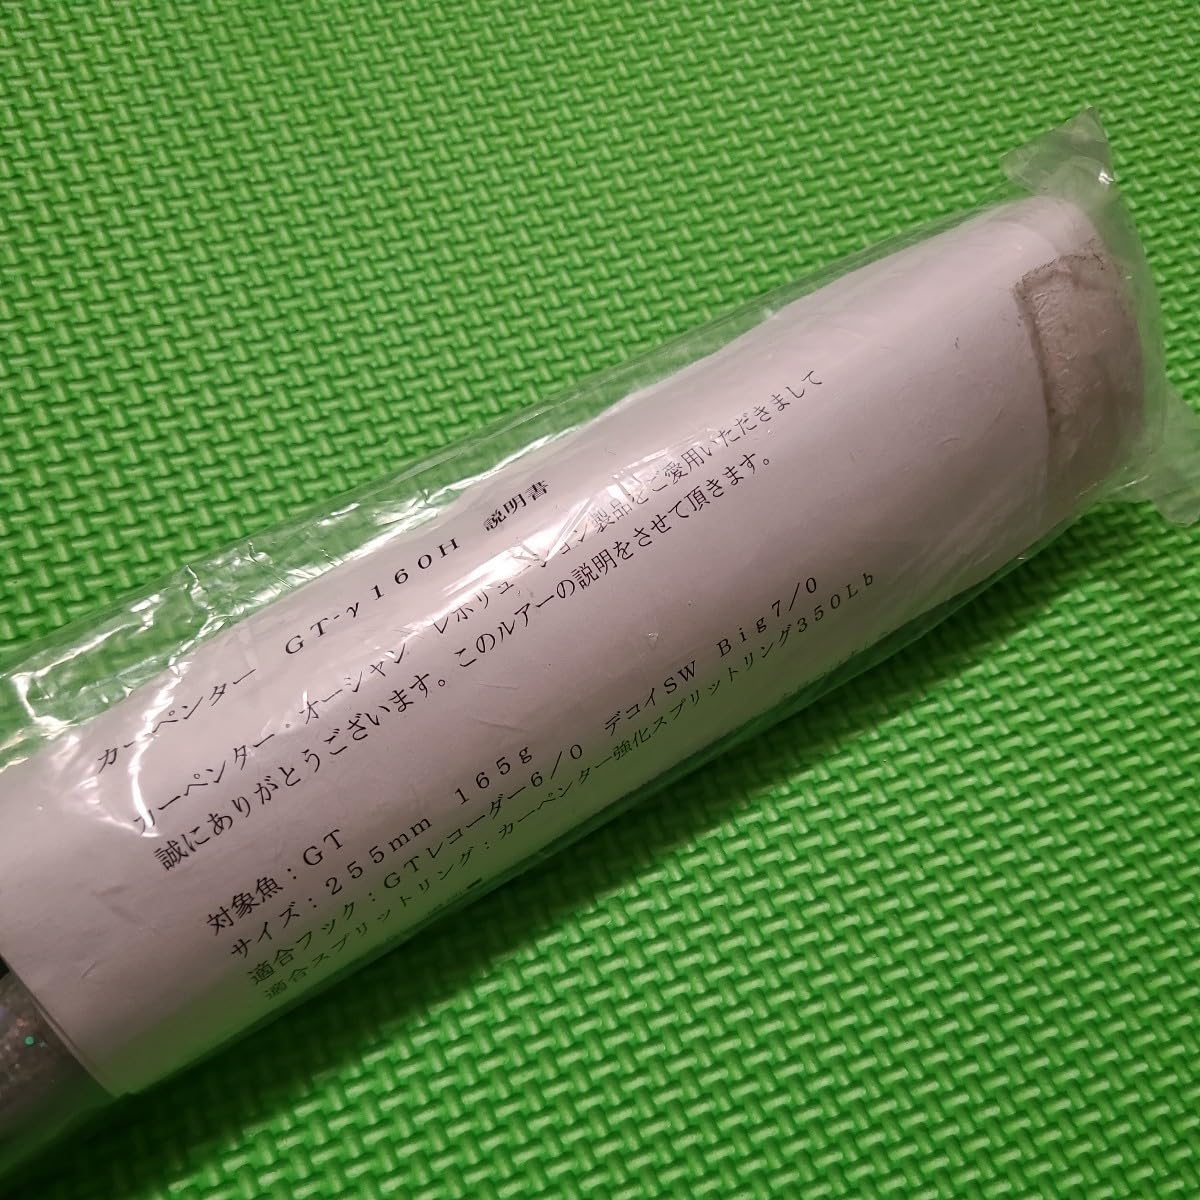 カーペンター　ＧＴ-γ１６０Ｈ　説明書
カーペンター・オーシャンレボリューション製品をご愛用いただきまして
誠にありがとうございます。このルアーの説明をさせて頂きます。
対象魚：ＧＴ
サイズ：２５５ｍｍ　１６５ｇ
適合フック：ＧＴレコーダー６／０　デコイＳＷ　Ｂｉｇ７／０
適合スプリットリング：カーペンター強化スプリットリング３５０Ｌｂ